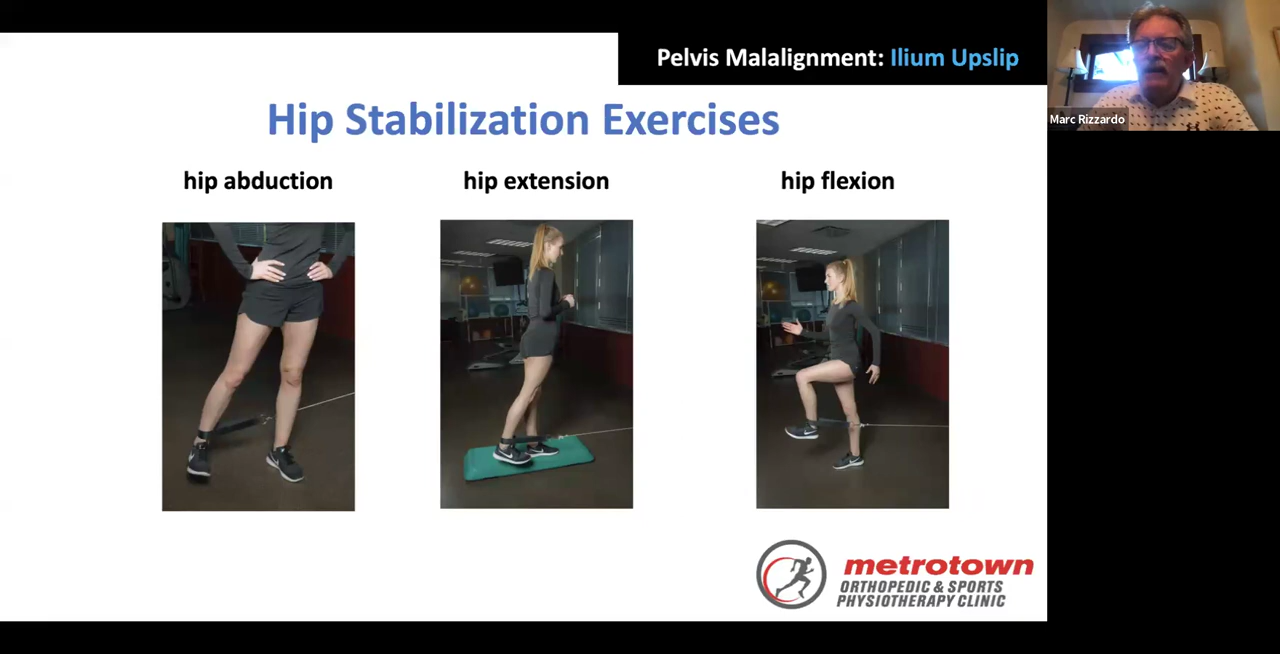 Pelvis Malalignment: Ilium Upslip
Marc Rizzardo
Hip Stabilization Exercises
hip abduction
hip extension
hip flexion
metrotown
ORTHOPEDIC & SPORTS
PHYSIOTHERAPY CLINIC